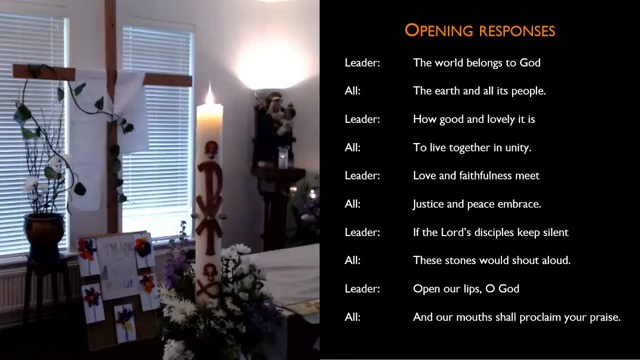 OPENING RESPONSES
Leader: The world belongs to God
All: The earth and all its people.
Leader: How good and lovely it is
All: To live together in unity.
Leader: Love and faithfulness meet
All: Justice and peace embrace.
Leader: If the Lord's disciples keep silent
All: These stones would shout aloud.
Leader: Open our lips, O God
All: And our mouths shall proclaim your praise.